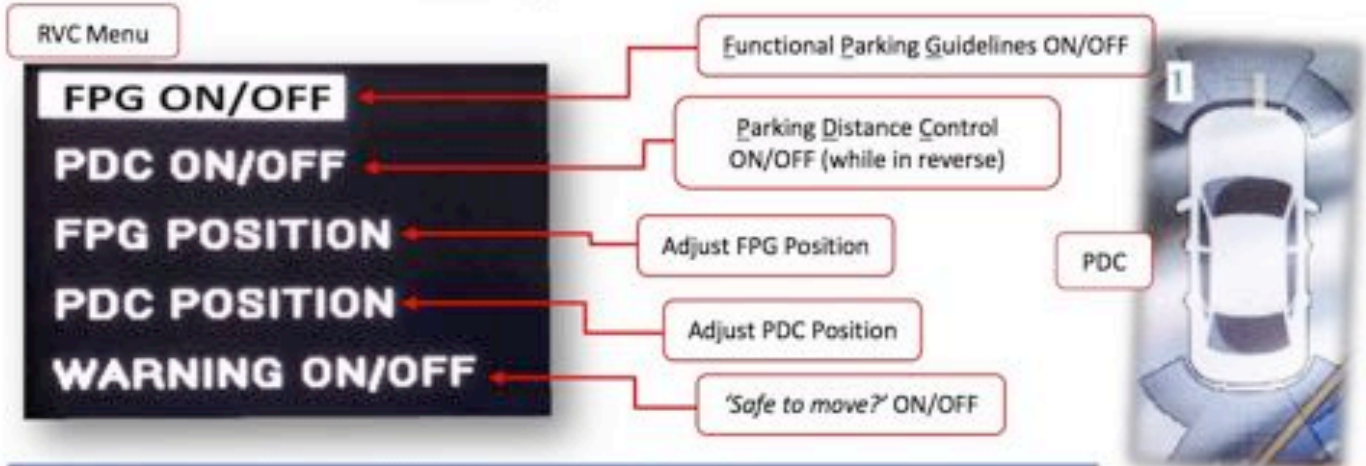 RVC Menu
FPG ON/OFF
PDC ON/OFF
FPG POSITION
PDC POSITION
WARNING ON/OFF
Functional Parking Guidelines ON/OFF
Parking Distance Control
ON/OFF (while in reverse)
Adjust FPG Position
Adjust PDC Position
'Safe to move?' ON/OFF
PDC
1